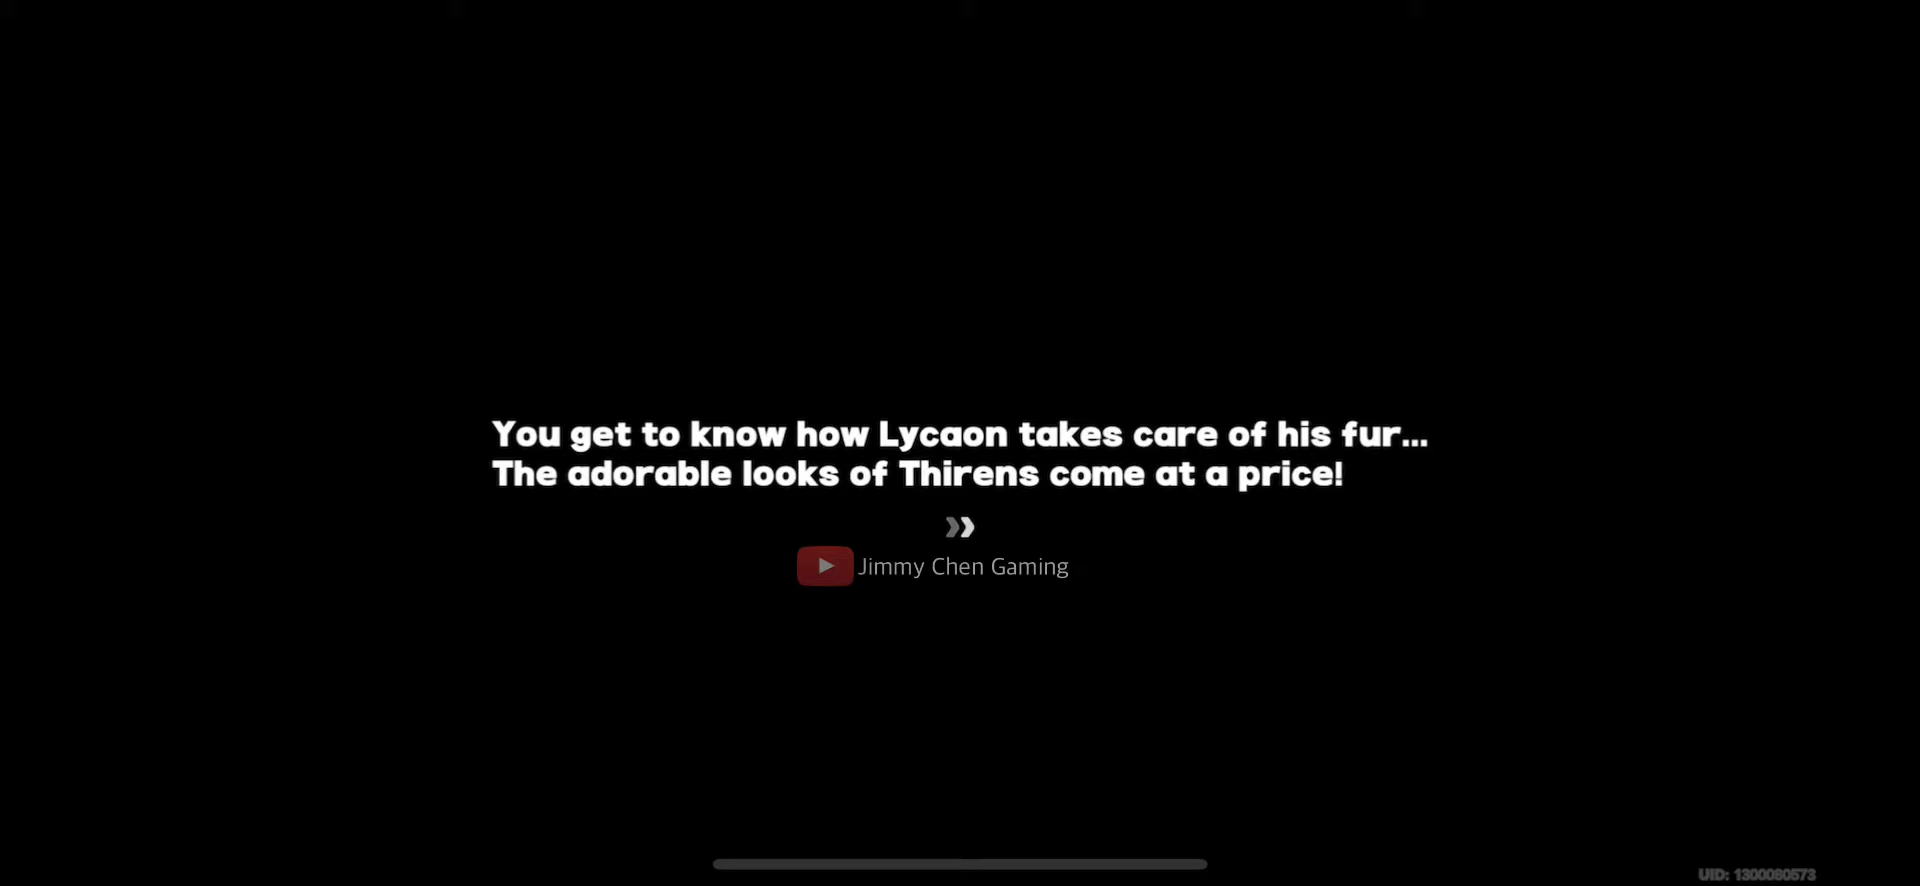 You get to know how Lycaon takes care of his fur...
The adorable looks of Thirens come at a price!
Jimmy Chen Gaming
UID: 1300080573